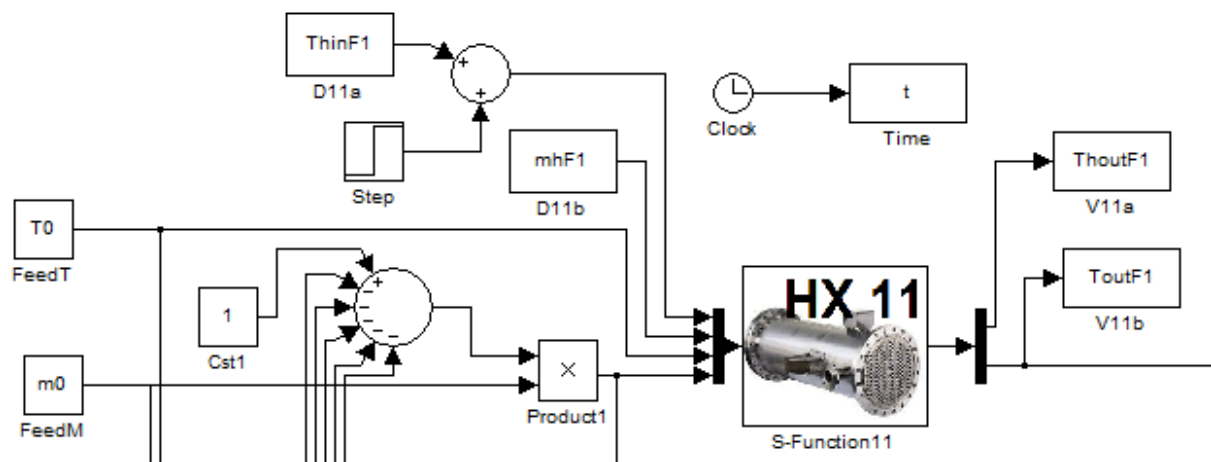 ThinF1
D11a
+
+
Step
Clock
t
Time
mhF1
D11b
ThoutF1
V11a
T0
FeedT
ToutF1
V11b
1
Cst1
+
−
−
−
−
−
HX 11
S-Function11
m0
FeedM
×
Product1